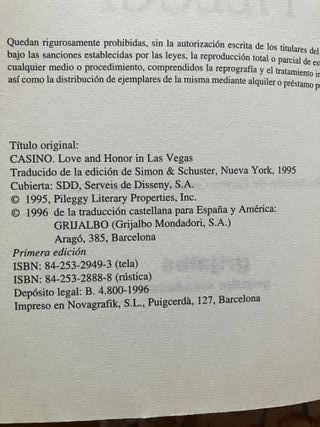 Quedan rigurosamente prohibidas, sin la autorización escrita de los titulares del
bajo las sanciones establecidas por las leyes, la reproducción total o parcial de es
cualquier medio o procedimiento, comprendidos la reprografía y el tratamiento in
así como la distribución de ejemplares de la misma mediante alquiler o préstamo p
Título original:
CASINO. Love and Honor in Las Vegas
Traducido de la edición de Simon & Schuster, Nueva York, 1995
Cubierta: SDD, Serveis de Disseny, S.A.
© 1995, Pileggy Literary Properties, Inc.
© 1996 de la traducción castellana para España y América:
GRIJALBO (Grijalbo Mondadori, S.A.)
Aragó, 385, Barcelona
Primera edición
ISBN: 84-253-2949-3 (tela)
ISBN: 84-253-2888-8 (rústica)
Depósito legal: B. 4.800-1996
Impreso en Novagrafik, S.L., Puigcerdà, 127, Barcelona